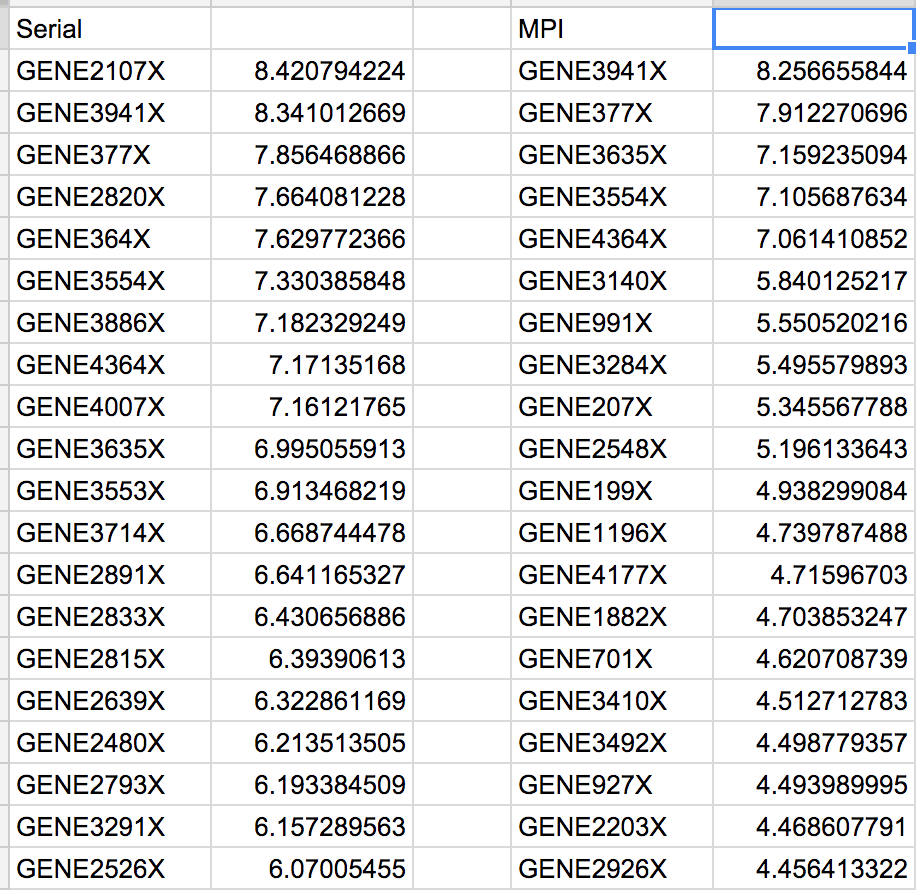 Serial MPI
GENE2107X 8.420794224 GENE3941X 8.256655844
GENE3941X 8.341012669 GENE377X 7.912270696
GENE377X 7.856468866 GENE3635X 7.159235094
GENE2820X 7.664081228 GENE3554X 7.105687634
GENE364X 7.629772366 GENE4364X 7.061410852
GENE3554X 7.330385848 GENE3140X 5.840125217
GENE3886X 7.182329249 GENE991X 5.550520216
GENE4364X 7.17135168 GENE3284X 5.495579893
GENE4007X 7.16121765 GENE207X 5.345567788
GENE3635X 6.995055913 GENE2548X 5.196133643
GENE3553X 6.913468219 GENE199X 4.938299084
GENE3714X 6.668744478 GENE1196X 4.739787488
GENE2891X 6.641165327 GENE4177X 4.71596703
GENE2833X 6.430656886 GENE1882X 4.703853247
GENE2815X 6.39390613 GENE701X 4.620708739
GENE2639X 6.322861169 GENE3410X 4.512712783
GENE2480X 6.213513505 GENE3492X 4.498779357
GENE2793X 6.193384509 GENE927X 4.493989995
GENE3291X 6.157289563 GENE2203X 4.468607791
GENE2526X 6.07005455 GENE2926X 4.456413322